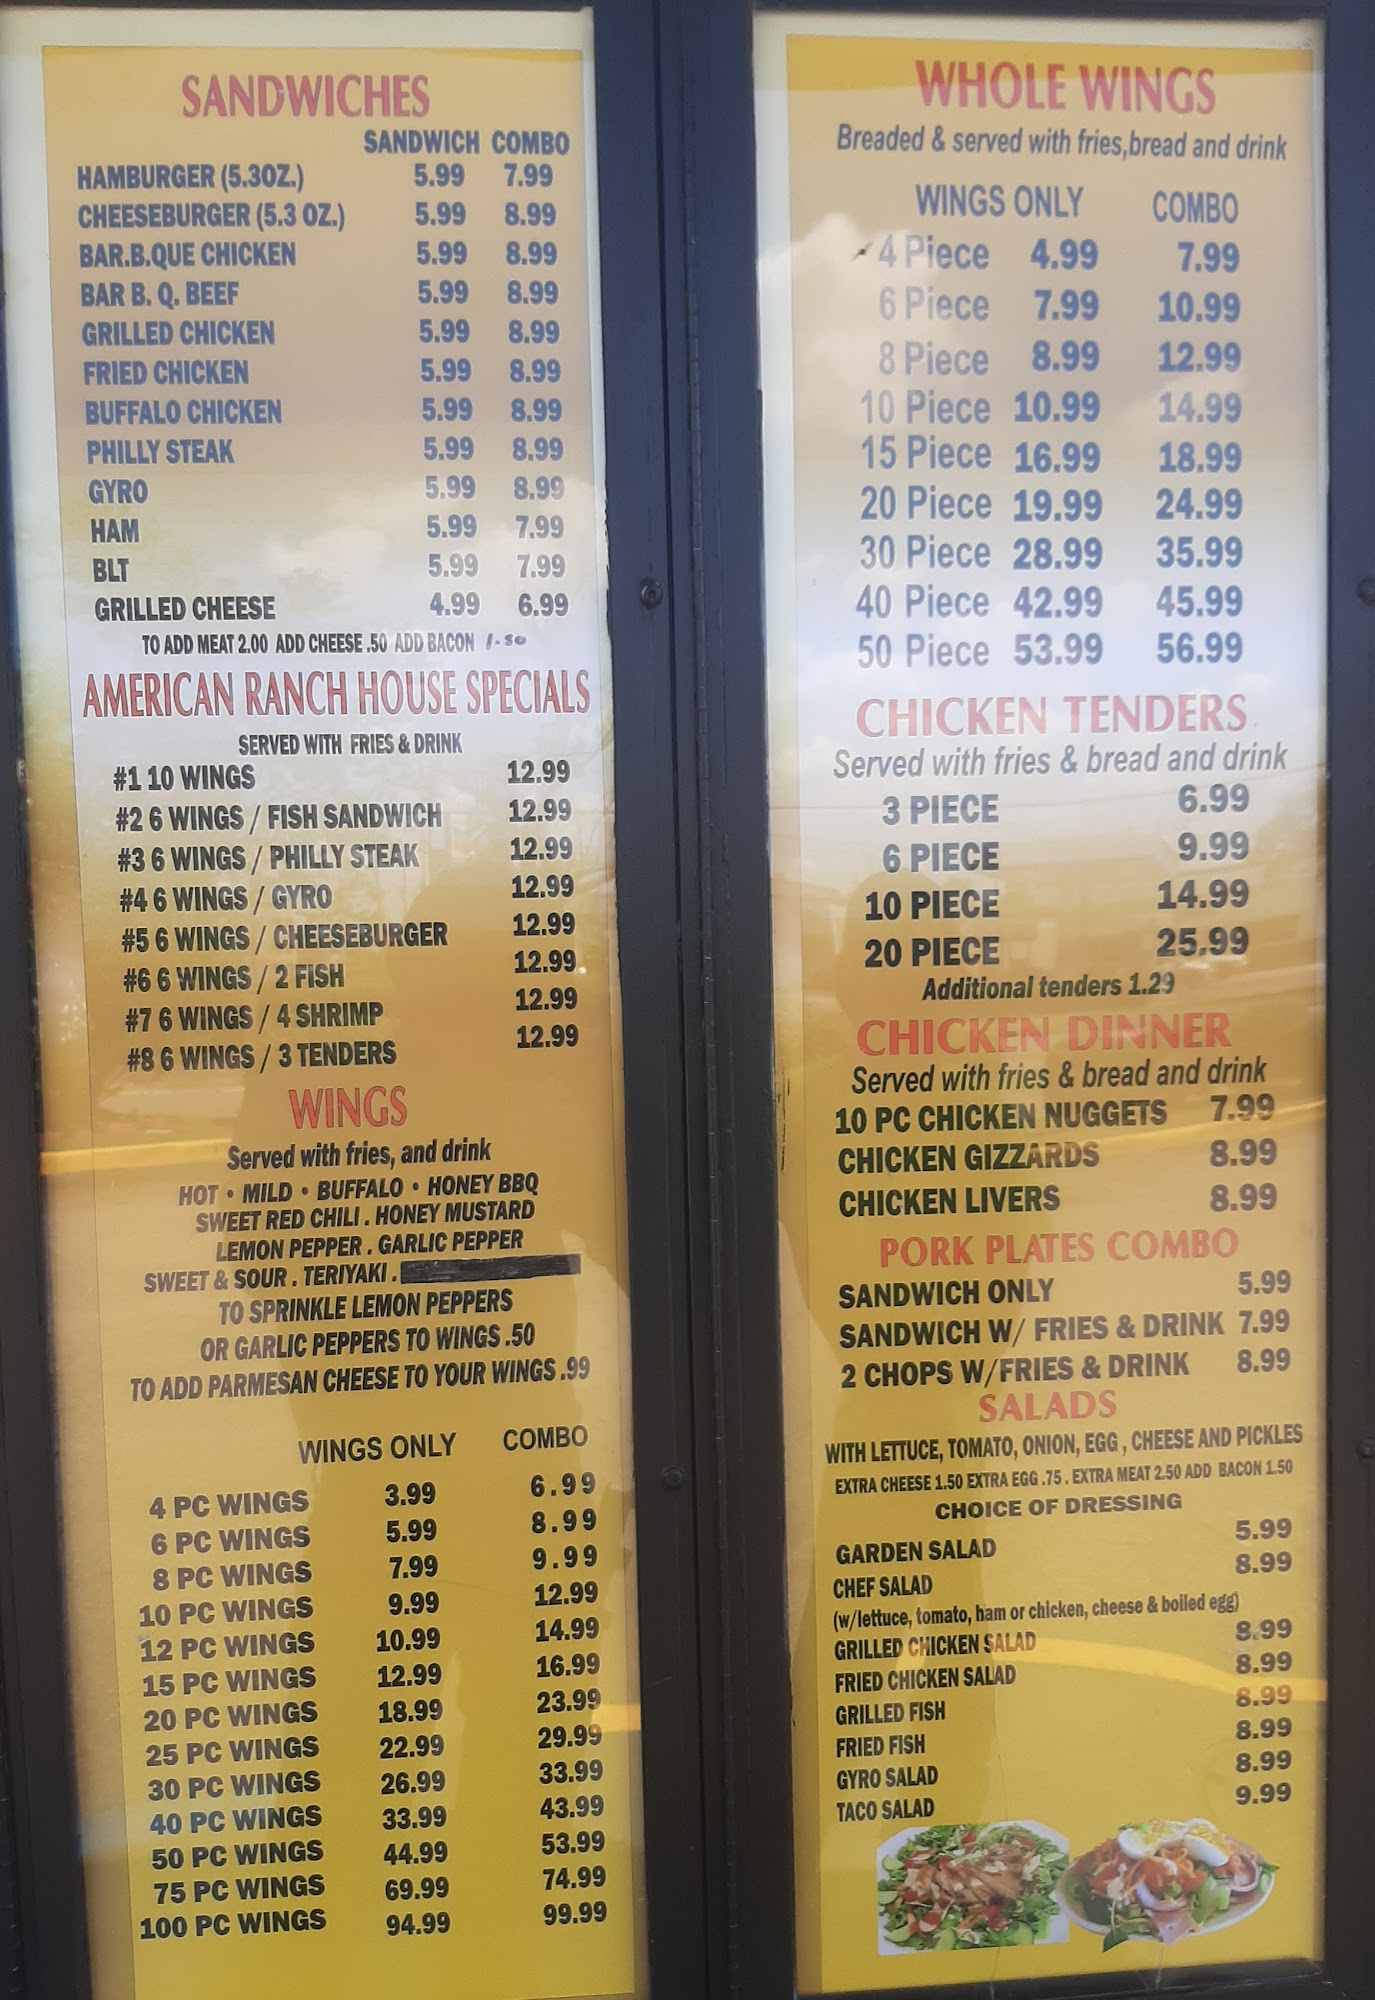 SANDWICHES
SANDWICH COMBO
HAMBURGER (5.3OZ.) 5.99 7.99
CHEESEBURGER (5.3 OZ.) 5.99 8.99
BAR.B.QUE CHICKEN 5.99 8.99
BAR B. Q. BEEF 5.99 8.99
GRILLED CHICKEN 5.99 8.99
FRIED CHICKEN 5.99 8.99
BUFFALO CHICKEN 5.99 8.99
PHILLY STEAK 5.99 8.99
GYRO 5.99 8.99
HAM 5.99 7.99
BLT 5.99 7.99
GRILLED CHEESE 4.99 6.99
TO ADD MEAT 2.00 ADD CHEESE .50 ADD BACON 1-50
AMERICAN RANCH HOUSE SPECIALS
SERVED WITH FRIES & DRINK
#1 10 WINGS 12.99
#2 6 WINGS / FISH SANDWICH 12.99
#3 6 WINGS / PHILLY STEAK 12.99
#4 6 WINGS / GYRO 12.99
#5 6 WINGS / CHEESEBURGER 12.99
#6 6 WINGS / 2 FISH 12.99
#7 6 WINGS / 4 SHRIMP 12.99
#8 6 WINGS / 3 TENDERS 12.99
WINGS
Served with fries, and drink
HOT • MILD • BUFFALO • HONEY BBQ
SWEET RED CHILI . HONEY MUSTARD
LEMON PEPPER . GARLIC PEPPER
SWEET & SOUR . TERIYAKI .
TO SPRINKLE LEMON PEPPERS
OR GARLIC PEPPERS TO WINGS .50
TO ADD PARMESAN CHEESE TO YOUR WINGS .99
WINGS ONLY COMBO
4 PC WINGS 3.99 6.99
6 PC WINGS 5.99 8.99
8 PC WINGS 7.99 9.99
10 PC WINGS 9.99 12.99
12 PC WINGS 10.99 14.99
15 PC WINGS 12.99 16.99
20 PC WINGS 18.99 23.99
25 PC WINGS 22.99 29.99
30 PC WINGS 26.99 33.99
40 PC WINGS 33.99 43.99
50 PC WINGS 44.99 53.99
75 PC WINGS 69.99 74.99
100 PC WINGS 94.99 99.99
WHOLE WINGS
Breaded & served with fries,bread and drink
WINGS ONLY COMBO
4 Piece 4.99 7.99
6 Piece 7.99 10.99
8 Piece 8.99 12.99
10 Piece 10.99 14.99
15 Piece 16.99 18.99
20 Piece 19.99 24.99
30 Piece 28.99 35.99
40 Piece 42.99 45.99
50 Piece 53.99 56.99
CHICKEN TENDERS
Served with fries & bread and drink
3 PIECE 6.99
6 PIECE 9.99
10 PIECE 14.99
20 PIECE 25.99
Additional tenders 1.29
CHICKEN DINNER
Served with fries & bread and drink
10 PC CHICKEN NUGGETS 7.99
CHICKEN GIZZARDS 8.99
CHICKEN LIVERS 8.99
PORK PLATES COMBO
SANDWICH ONLY 5.99
SANDWICH W/ FRIES & DRINK 7.99
2 CHOPS W/FRIES & DRINK 8.99
SALADS
WITH LETTUCE, TOMATO, ONION, EGG , CHEESE AND PICKLES
EXTRA CHEESE 1.50 EXTRA EGG .75 . EXTRA MEAT 2.50 ADD BACON 1.50
CHOICE OF DRESSING
GARDEN SALAD 5.99
CHEF SALAD 8.99
(w/lettuce, tomato, ham or chicken, cheese & boiled egg)
GRILLED CHICKEN SALAD 8.99
FRIED CHICKEN SALAD 8.99
GRILLED FISH 8.99
FRIED FISH 8.99
GYRO SALAD 8.99
TACO SALAD 9.99